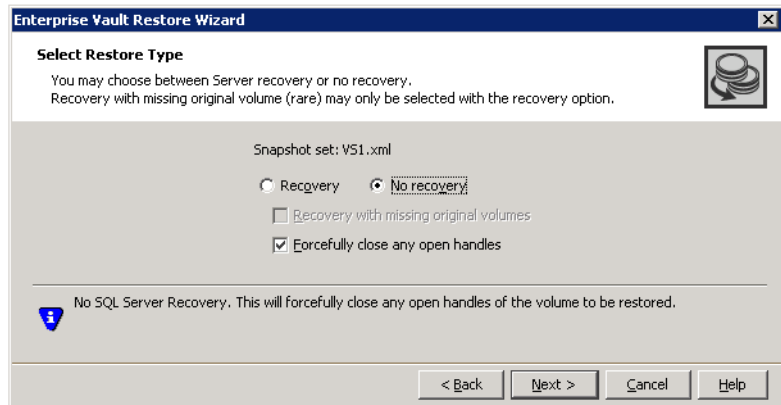 Enterprise Vault Restore Wizard
Select Restore Type
You may choose between Server recovery or no recovery.
Recovery with missing original volume (rare) may only be selected with the recovery option.
Snapshot set: VS1.xml
Recovery No recovery
Recovery with missing original volumes
Forcefully close any open handles
No SQL Server Recovery. This will forcefully close any open handles of the volume to be restored.
< Back Next > Cancel Help